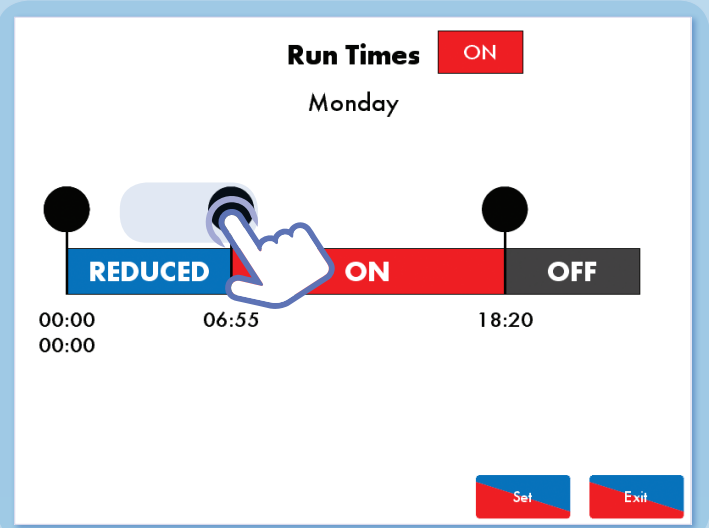 Run Times ON
Monday
REDUCED ON OFF
00:00 06:55 18:20
00:00
Set Exit